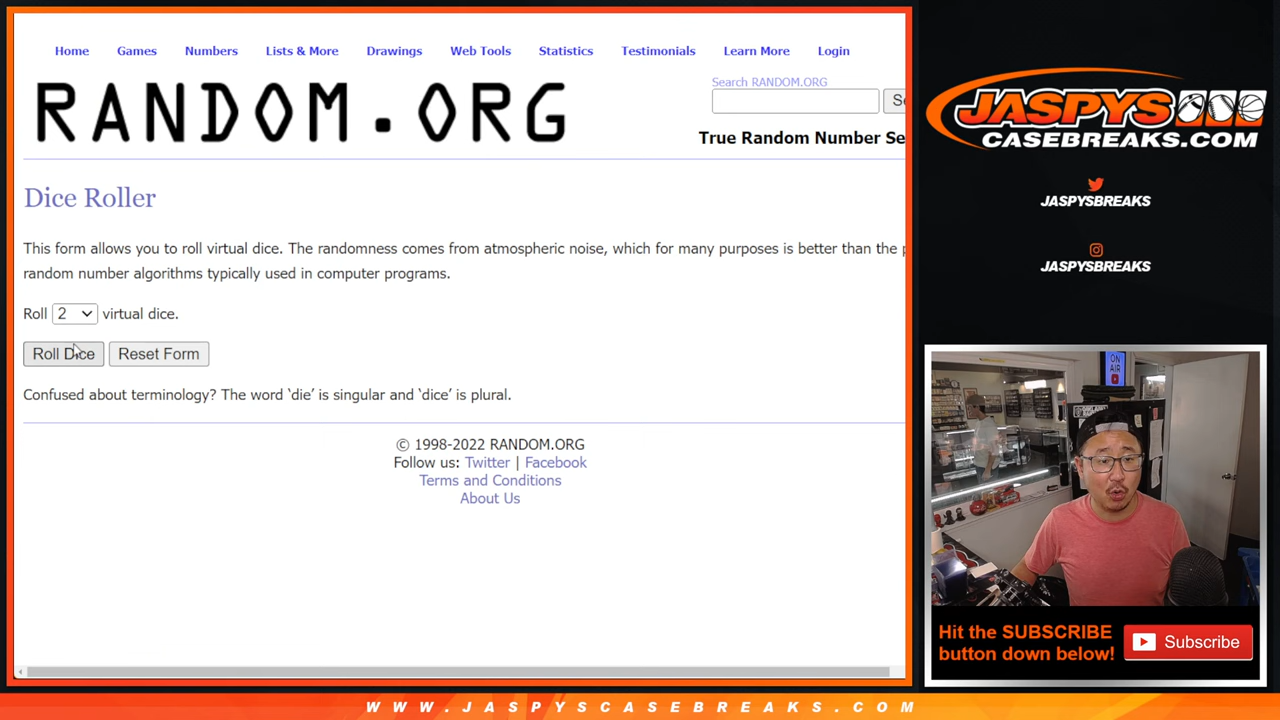 Home Games Numbers Lists & More Drawings Web Tools Statistics Testimonials Learn More Login
RANDOM.ORG
Search RANDOM.ORG
True Random Number Se
Dice Roller
This form allows you to roll virtual dice. The randomness comes from atmospheric noise, which for many purposes is better than the p
random number algorithms typically used in computer programs.
Roll 2 virtual dice.
Roll Dice Reset Form
Confused about terminology? The word ‘die’ is singular and ‘dice’ is plural.
© 1998-2022 RANDOM.ORG
Follow us: Twitter | Facebook
Terms and Conditions
About Us
JASPYS
CASEBREAKS.COM
JASPYSBREAKS
JASPYSBREAKS
ON
AIR
Hit the SUBSCRIBE
button down below!
Subscribe
WWW.JASPYSCASEBREAKS.COM